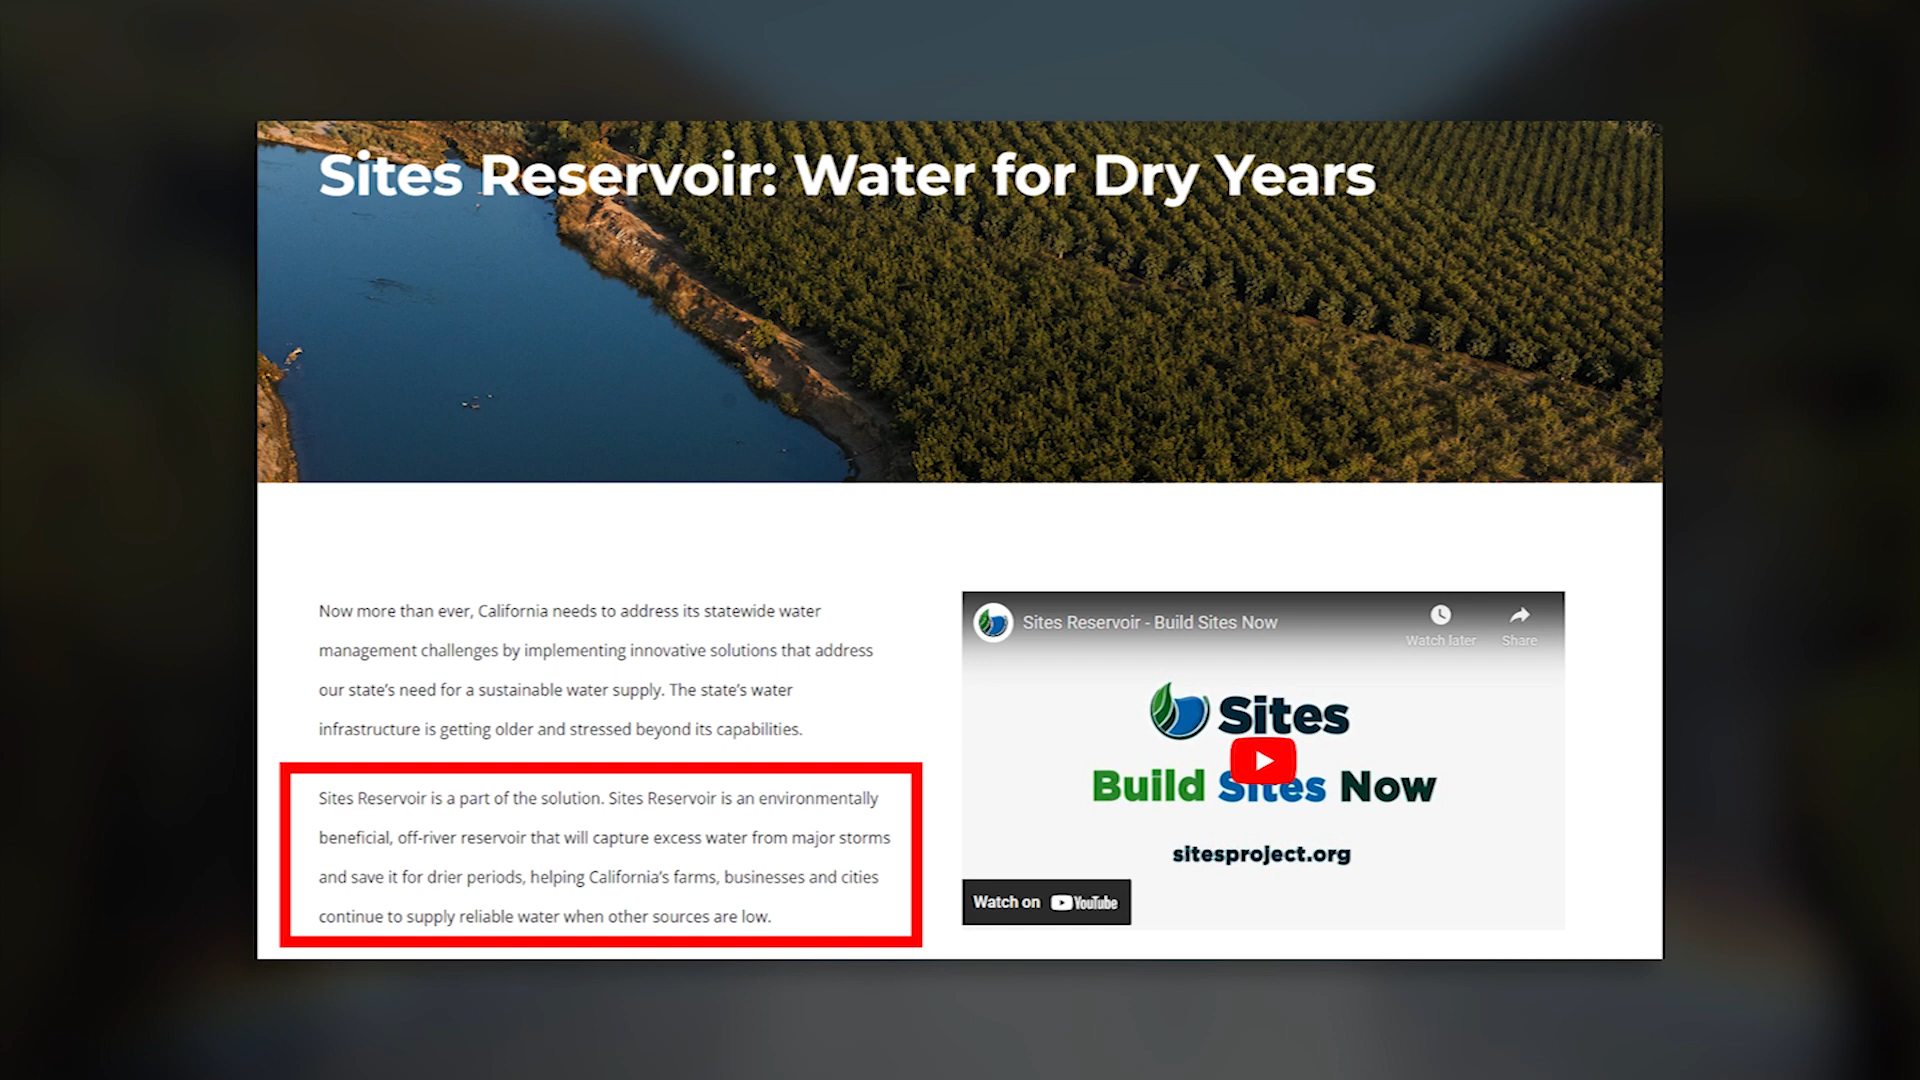 Sites Reservoir: Water for Dry Years
Now more than ever, California needs to address its statewide water
management challenges by implementing innovative solutions that address
our state's need for a sustainable water supply. The state's water
infrastructure is getting older and stressed beyond its capabilities.
Sites Reservoir is a part of the solution. Sites Reservoir is an environmentally
beneficial, off-river reservoir that will capture excess water from major storms
and save it for drier periods, helping California's farms, businesses and cities
continue to supply reliable water when other sources are low.
Sites Reservoir - Build Sites Now
Watch later
Share
Sites
Build Sites Now
sitesproject.org
Watch on YouTube